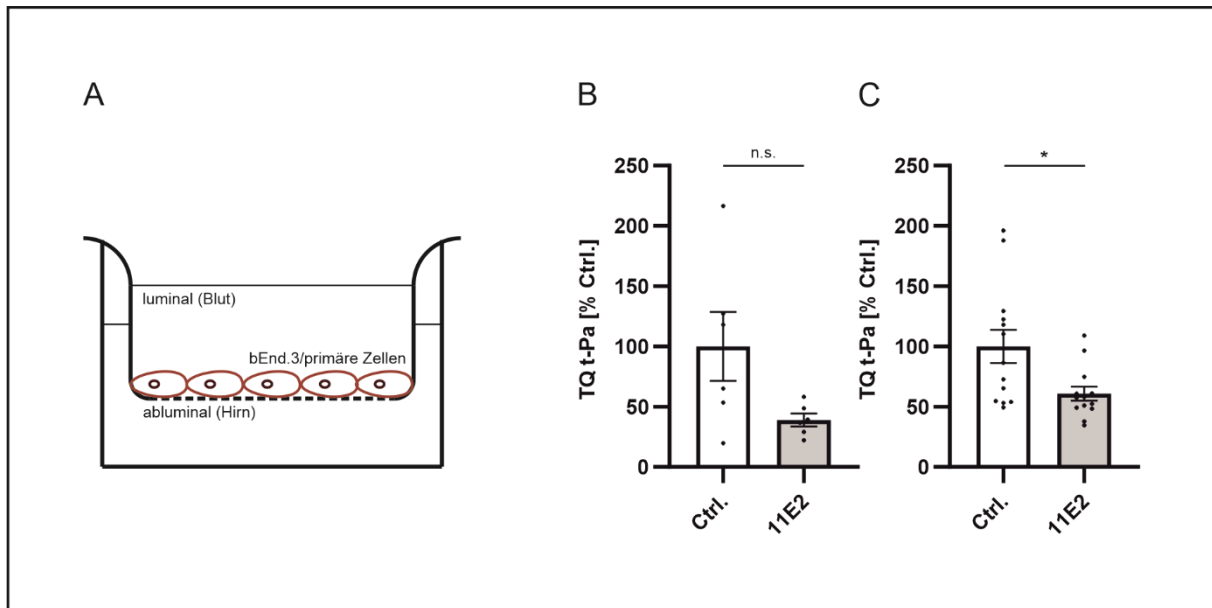 A
luminal (Blut)
bEnd.3/primäre Zellen
abluminal (Hirn)
B
n.s.
TQ t-Pa [% Ctrl.]
250
200
150
100
50
0
Ctrl.
11E2
C
*
TQ t-Pa [% Ctrl.]
250
200
150
100
50
0
Ctrl.
11E2